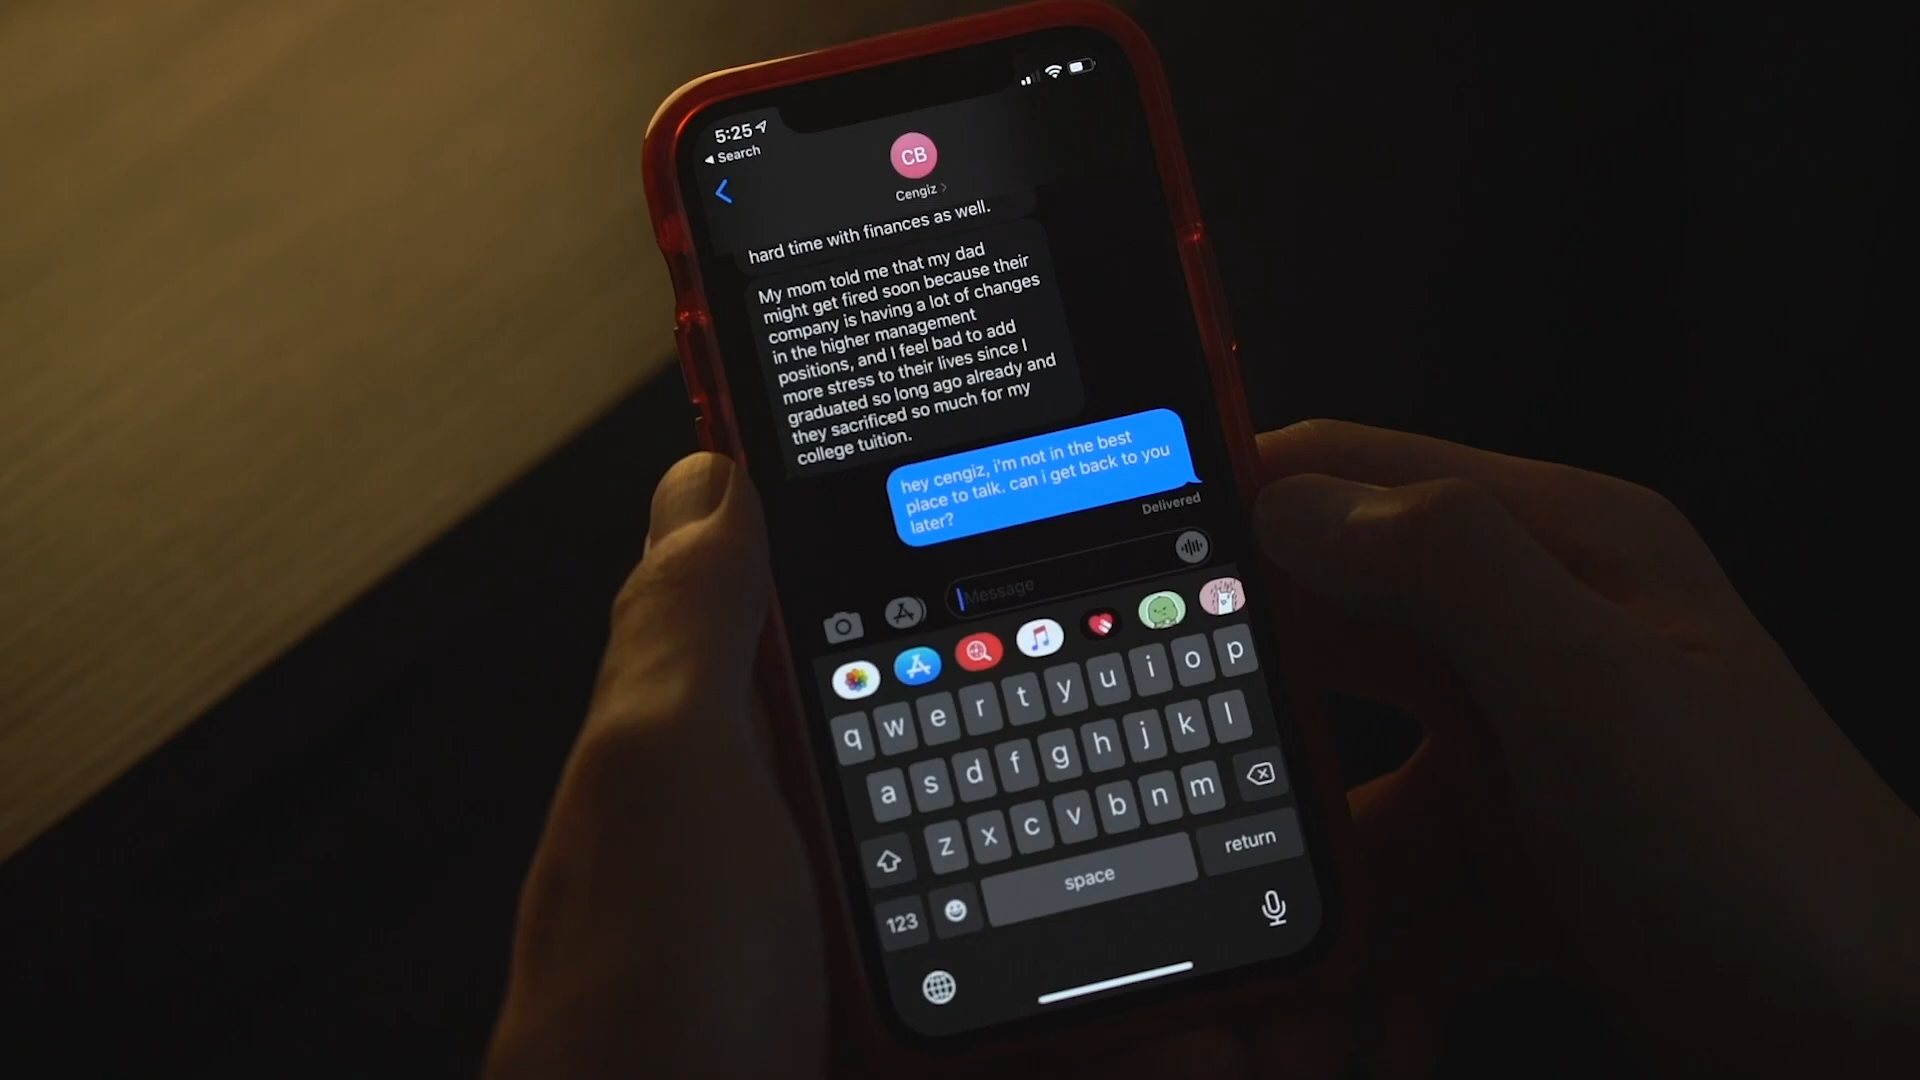 5:25
Search
CB
Cengiz
hard time with finances as well.
My mom told me that my dad
might get fired soon because their
company is having a lot of changes
in the higher management
positions, and I feel bad to add
more stress to their lives since I
graduated so long ago already and
they sacrificed so much for my
college tuition.
hey cengiz, i'm not in the best
place to talk. can i get back to you
later?
Delivered
Message
q w e r t y u i o p
a s d f g h j k l
z x c v b n m
123 space return